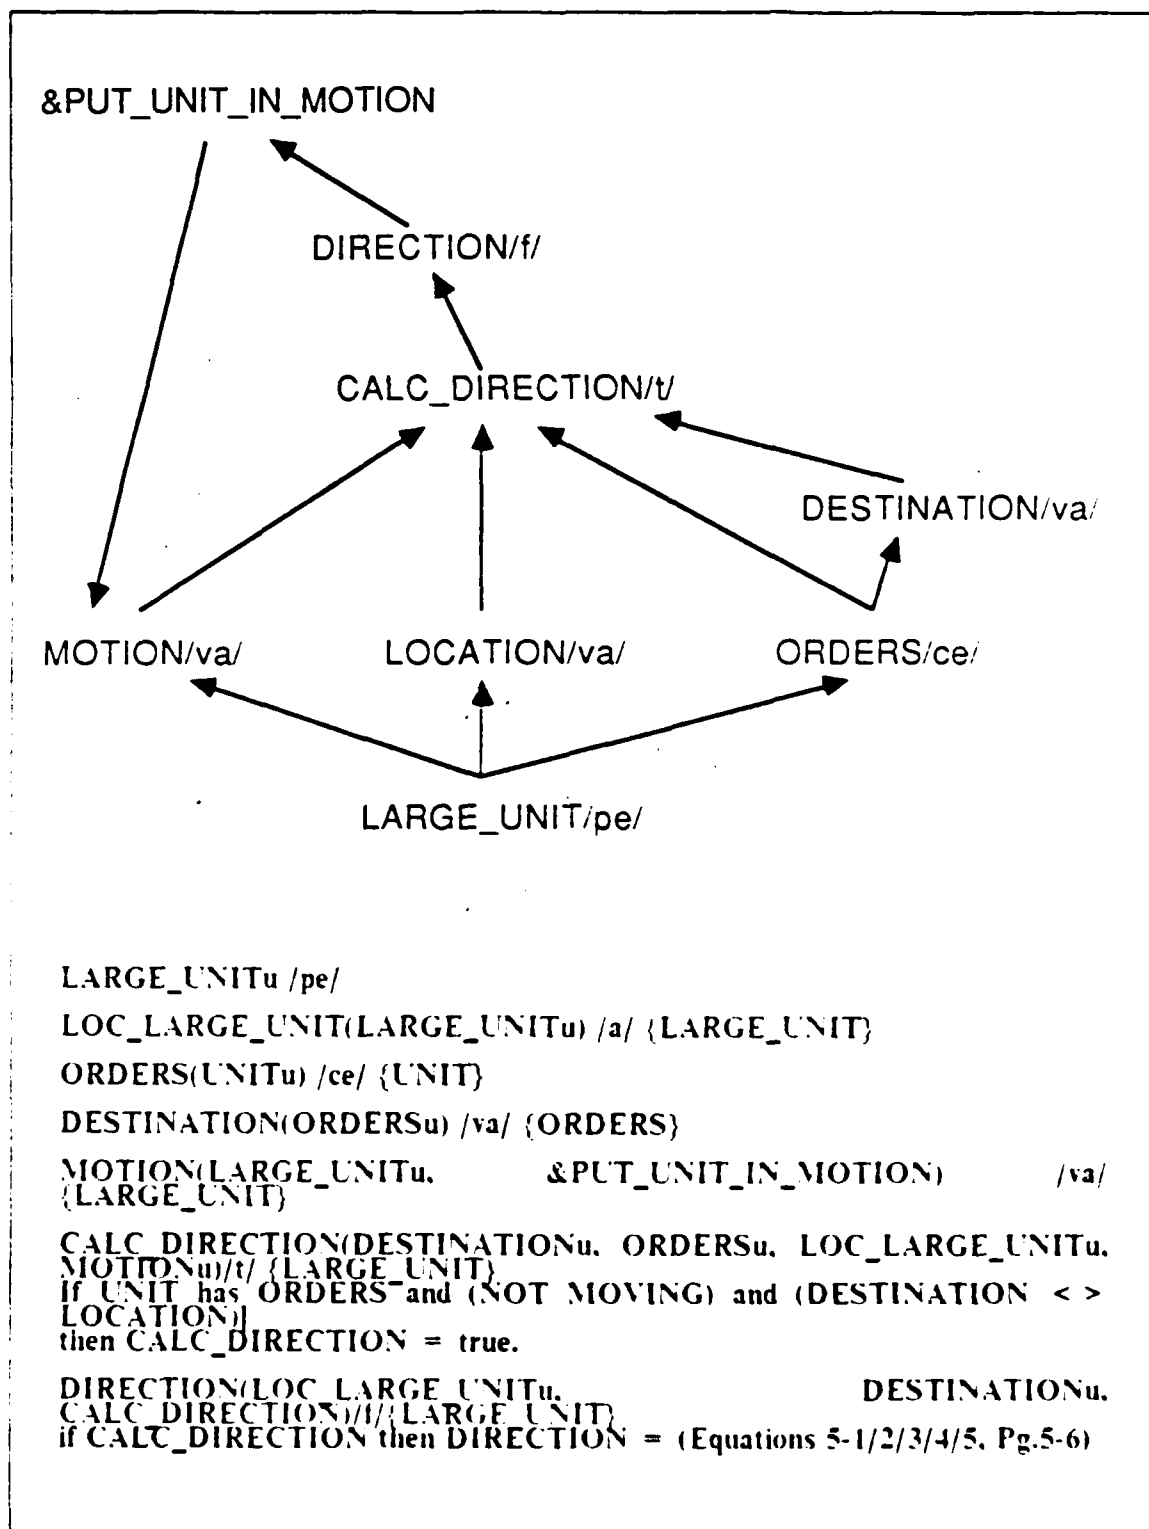 &PUT_UNIT_IN_MOTION
DIRECTION/f/
CALC_DIRECTION/t/
DESTINATION/va/
MOTION/va/ LOCATION/va/ ORDERS/ce/
LARGE_UNIT/pe/
LARGE_UNITu /pe/
LOC_LARGE_UNIT(LARGE_UNITu) /a/ {LARGE_UNIT}
ORDERS(UNITu) /ce/ {UNIT}
DESTINATION(ORDERSu) /va/ {ORDERS}
MOTION(LARGE_UNITu, &PUT_UNIT_IN_MOTION) /va/
{LARGE_UNIT}
CALC_DIRECTION(DESTINATIONu, ORDERSu, LOC_LARGE_UNITu,
MOTIONu)/t/ {LARGE_UNIT}
If UNIT has ORDERS and (NOT MOVING) and (DESTINATION < >
LOCATION)]
then CALC_DIRECTION = true.
DIRECTION(LOC_LARGE_UNITu, DESTINATIONu,
CALC_DIRECTION)/f/{LARGE_UNIT}
if CALC_DIRECTION then DIRECTION = (Equations 5-1/2/3/4/5, Pg.5-6)